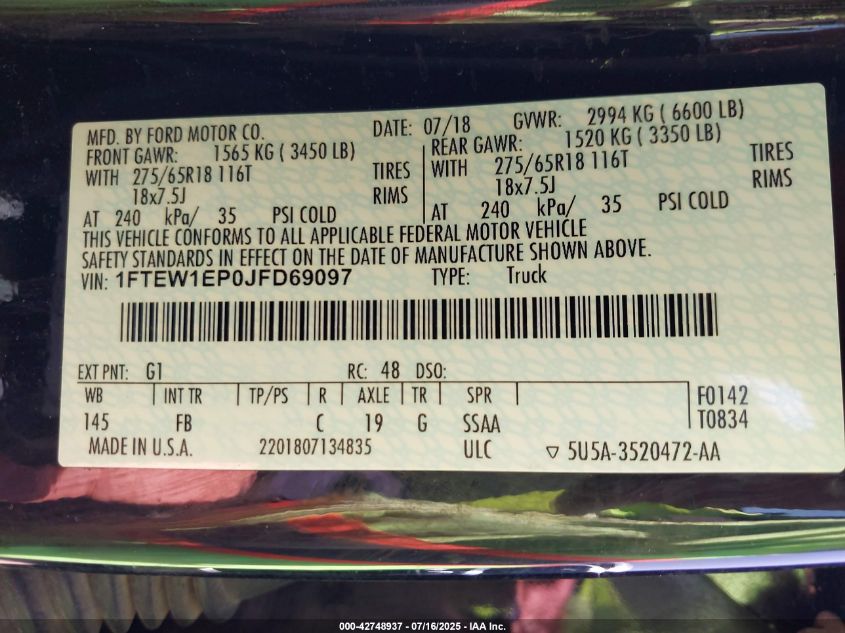 MFD. BY FORD MOTOR CO. DATE: 07/18 GVWR: 2994 KG ( 6600 LB)
FRONT GAWR: 1565 KG ( 3450 LB) REAR GAWR: 1520 KG ( 3350 LB)
WITH 275/65R18 116T TIRES WITH 275/65R18 116T TIRES
18x7.5J RIMS 18x7.5J RIMS
AT 240 kPa/ 35 PSI COLD AT 240 kPa/ 35 PSI COLD
THIS VEHICLE CONFORMS TO ALL APPLICABLE FEDERAL MOTOR VEHICLE
SAFETY STANDARDS IN EFFECT ON THE DATE OF MANUFACTURE SHOWN ABOVE.
VIN: 1FTEW1EP0JFD69097 TYPE: Truck
EXT PNT: G1 RC: 48 DSO:
WB INT TR TP/PS R AXLE TR SPR F0142
145 FB C 19 G SSAA T0834
MADE IN U.S.A. 2201807134835 ULC ▽ 5U5A-3520472-AA
000-42748937 - 07/16/2025 - IAA Inc.